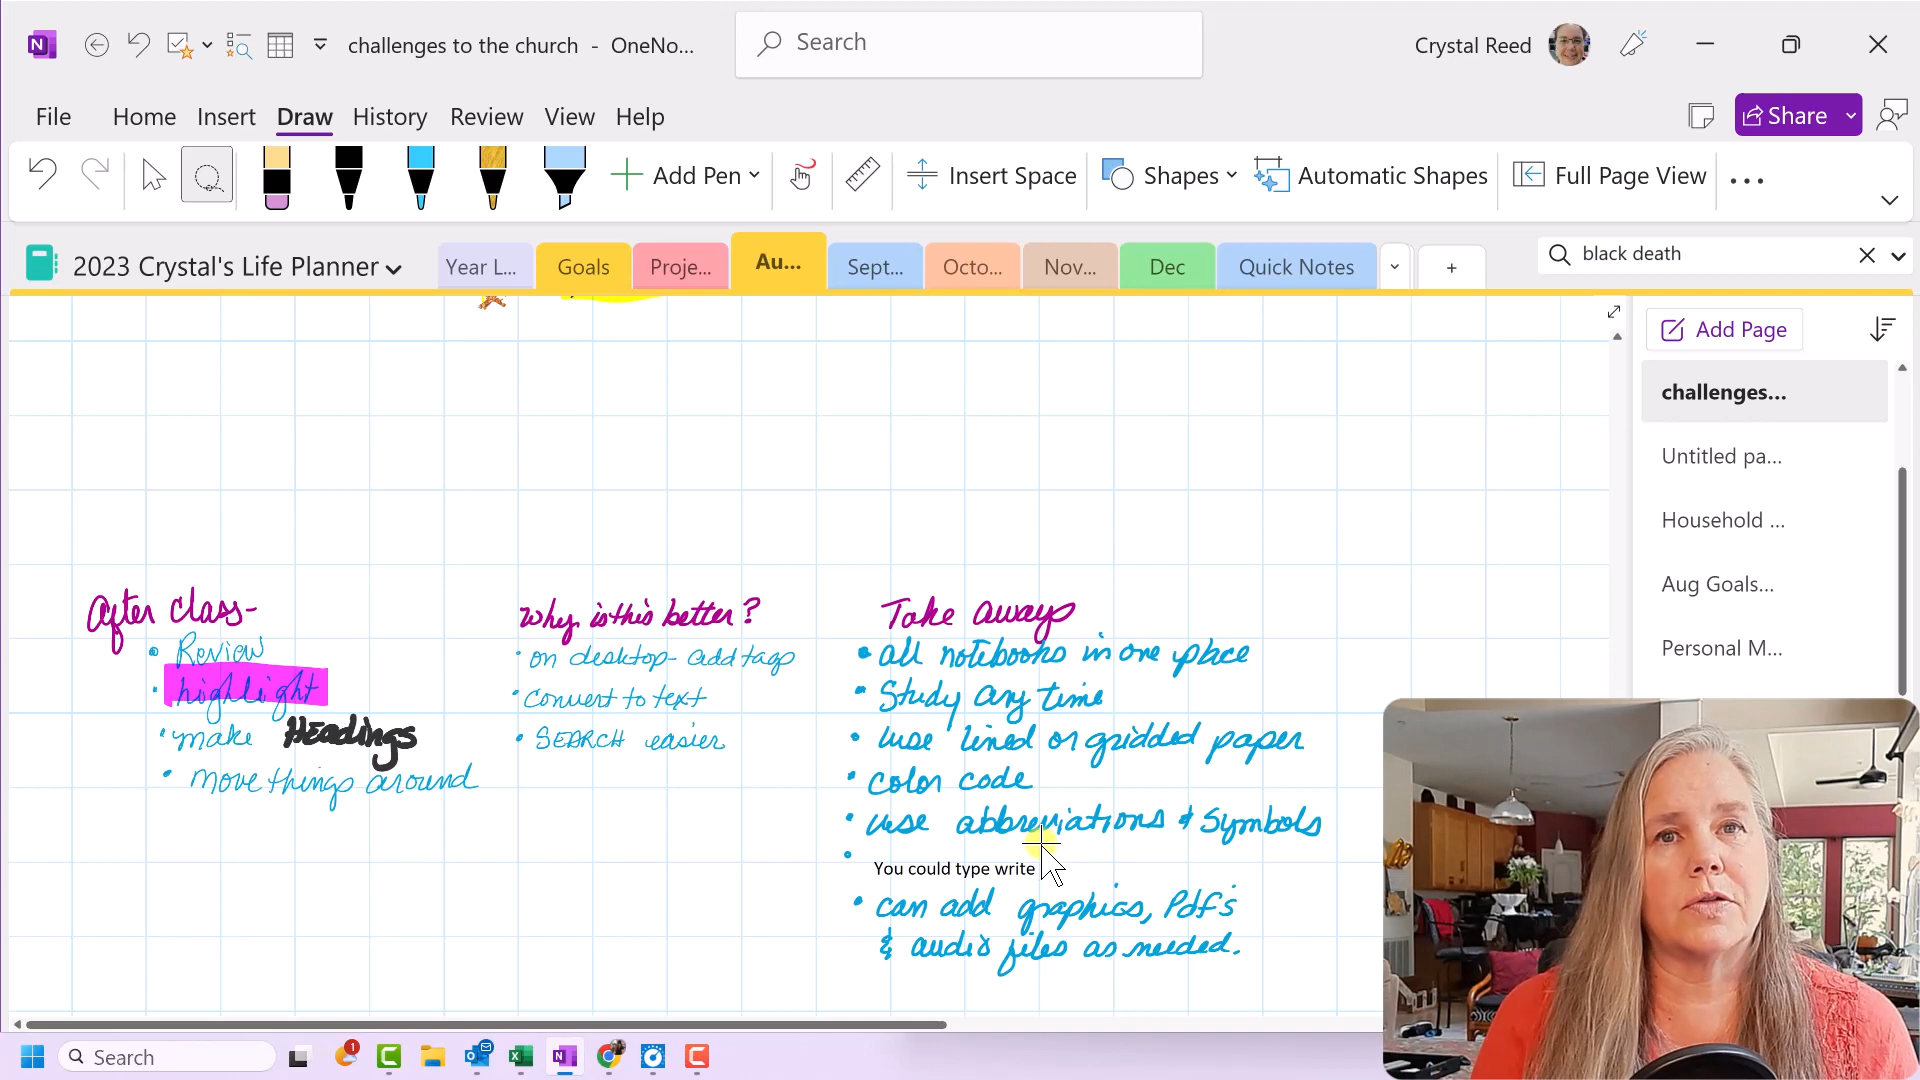 challenges to the church - OneNo...
Search
Crystal Reed
File
Home
Insert
Draw
History
Review
View
Help
Share
Add Pen
Insert Space
Shapes
Automatic Shapes
Full Page View
2023 Crystal's Life Planner
Year L...
Goals
Proje...
Au...
Sept...
Octo...
Nov...
Dec
Quick Notes
black death
Add Page
challenges...
Untitled pa...
Household ...
Aug Goals...
Personal M...
After class-
• Review
• highlight
• make Headings
• move things around
Why is this better?
• on desktop - add tags
• Convert to text
• SEARCH easier
Take aways
• all notebooks in one place
• Study any time
• use lined or gridded paper
• color code
• use abbreviations & Symbols
•
You could type write
• can add graphics, Pdf's
& audio files as needed.
Search
1